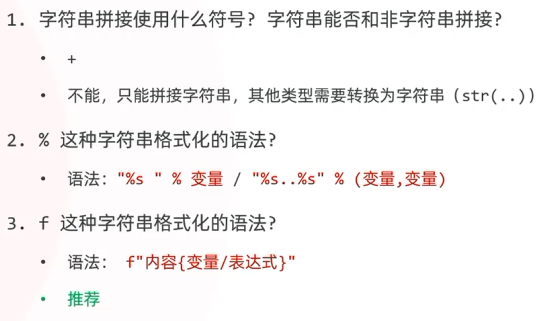 1. 字符串拼接使用什么符号？字符串能否和非字符串拼接？
• +
• 不能，只能拼接字符串，其他类型需要转换为字符串（str(..)）
2. % 这种字符串格式化的语法？
• 语法："%s " % 变量 / "%s..%s" % (变量,变量)
3. f 这种字符串格式化的语法？
• 语法： f"内容{变量/表达式}"
• 推荐